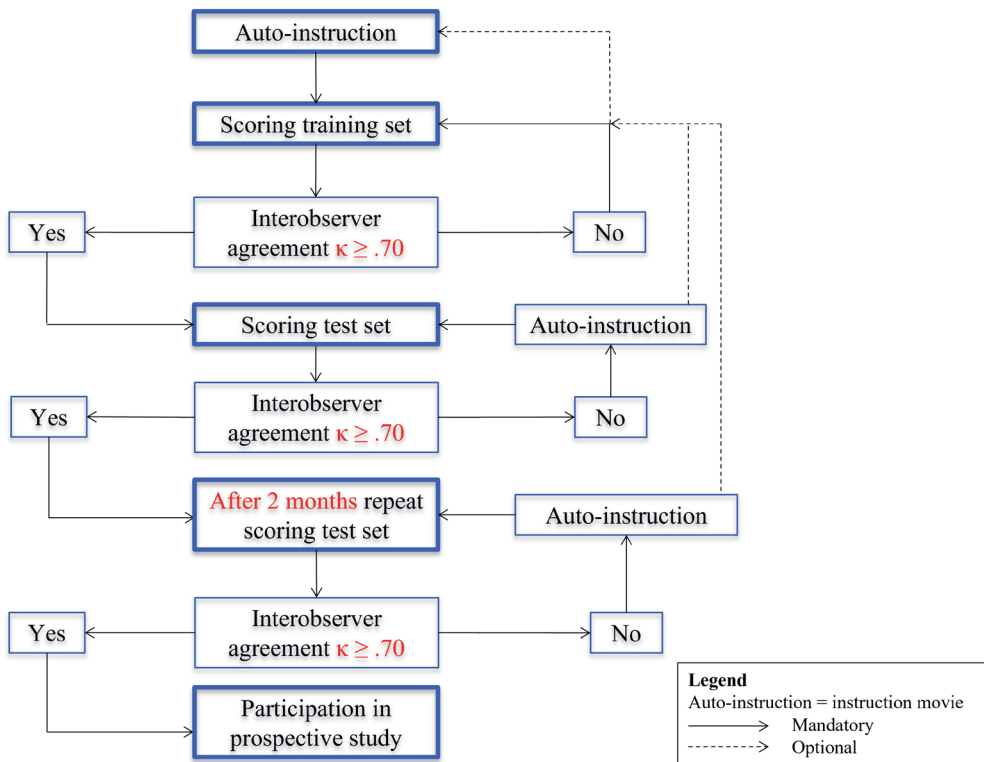 Auto-instruction
Scoring training set
Interobserver
agreement κ ≥ .70
Yes
No
Scoring test set
Auto-instruction
Interobserver
agreement κ ≥ .70
Yes
No
After 2 months repeat
scoring test set
Auto-instruction
Interobserver
agreement κ ≥ .70
Yes
No
Participation in
prospective study
Legend
Auto-instruction = instruction movie
Mandatory
Optional